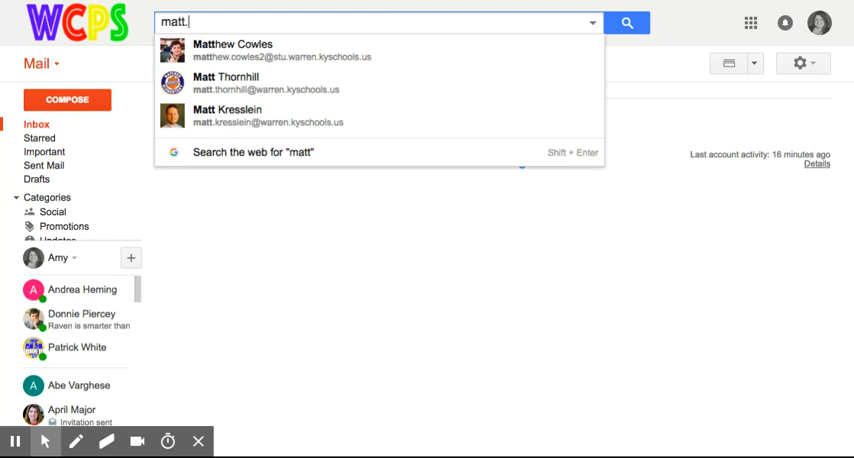 WCPS
matt.
Matthew Cowles
matthew.cowles2@stu.warren.kyschools.us
Matt Thornhill
matt.thornhill@warren.kyschools.us
Matt Kresslein
matt.kresslein@warren.kyschools.us
Search the web for "matt" Shift + Enter
Mail
COMPOSE
Inbox
Starred
Important
Sent Mail
Drafts
Categories
Social
Promotions
Updates
Amy
A Andrea Heming
Donnie Piercey
Raven is smarter than
Patrick White
A Abe Varghese
April Major
Invitation sent
Last account activity: 16 minutes ago
Details